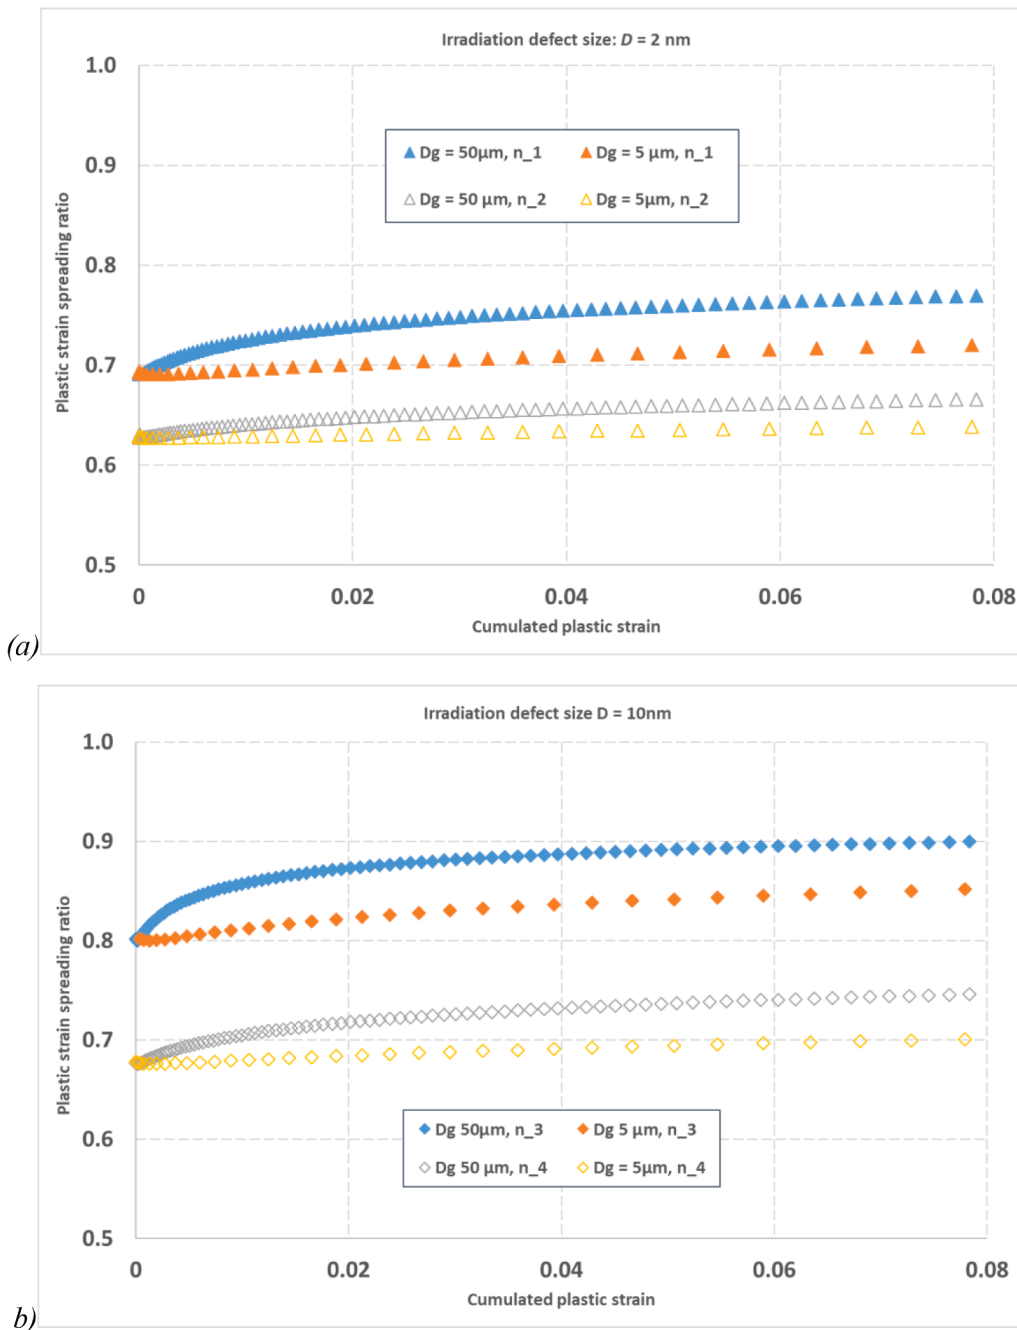 Irradiation defect size: D = 2 nm
1.0
0.9
Dg = 50μm, n_1 Dg = 5 μm, n_1
Dg = 50 μm, n_2 Dg = 5μm, n_2
0.8
0.7
0.6
0.5
Plastic strain spreading ratio
0 0.02 0.04 0.06 0.08
Cumulated plastic strain
(a)
Irradiation defect size D = 10nm
1.0
0.9
0.8
0.7
0.6
0.5
Plastic strain spreading ratio
Dg 50μm, n_3 Dg 5 μm, n_3
Dg 50 μm, n_4 Dg = 5μm, n_4
0 0.02 0.04 0.06 0.08
Cumulated plastic strain
b)